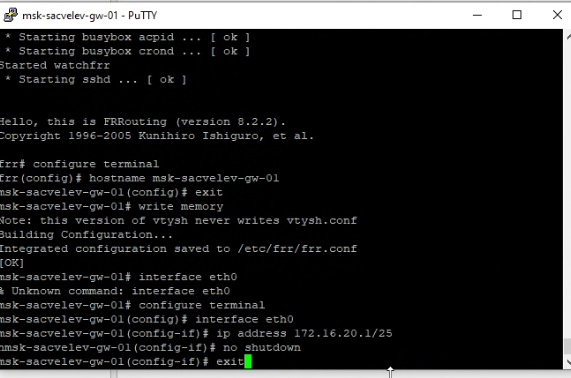 msk-sacvelev-gw-01 - PuTTY
* Starting busybox acpid ... [ ok ]
* Starting busybox crond ... [ ok ]
Started watchfrr
* Starting sshd ... [ ok ]
Hello, this is FRRouting (version 8.2.2).
Copyright 1996-2005 Kunihiro Ishiguro, et al.
frr# configure terminal
frr(config)# hostname msk-sacvelev-gw-01
msk-sacvelev-gw-01(config)# exit
msk-sacvelev-gw-01# write memory
Note: this version of vtysh never writes vtysh.conf
Building Configuration...
Integrated configuration saved to /etc/frr/frr.conf
[OK]
msk-sacvelev-gw-01# interface eth0
% Unknown command: interface eth0
msk-sacvelev-gw-01# configure terminal
msk-sacvelev-gw-01(config)# interface eth0
msk-sacvelev-gw-01(config-if)# ip address 172.16.20.1/25
nmsk-sacvelev-gw-01(config-if)# no shutdown
msk-sacvelev-gw-01(config-if)# exit